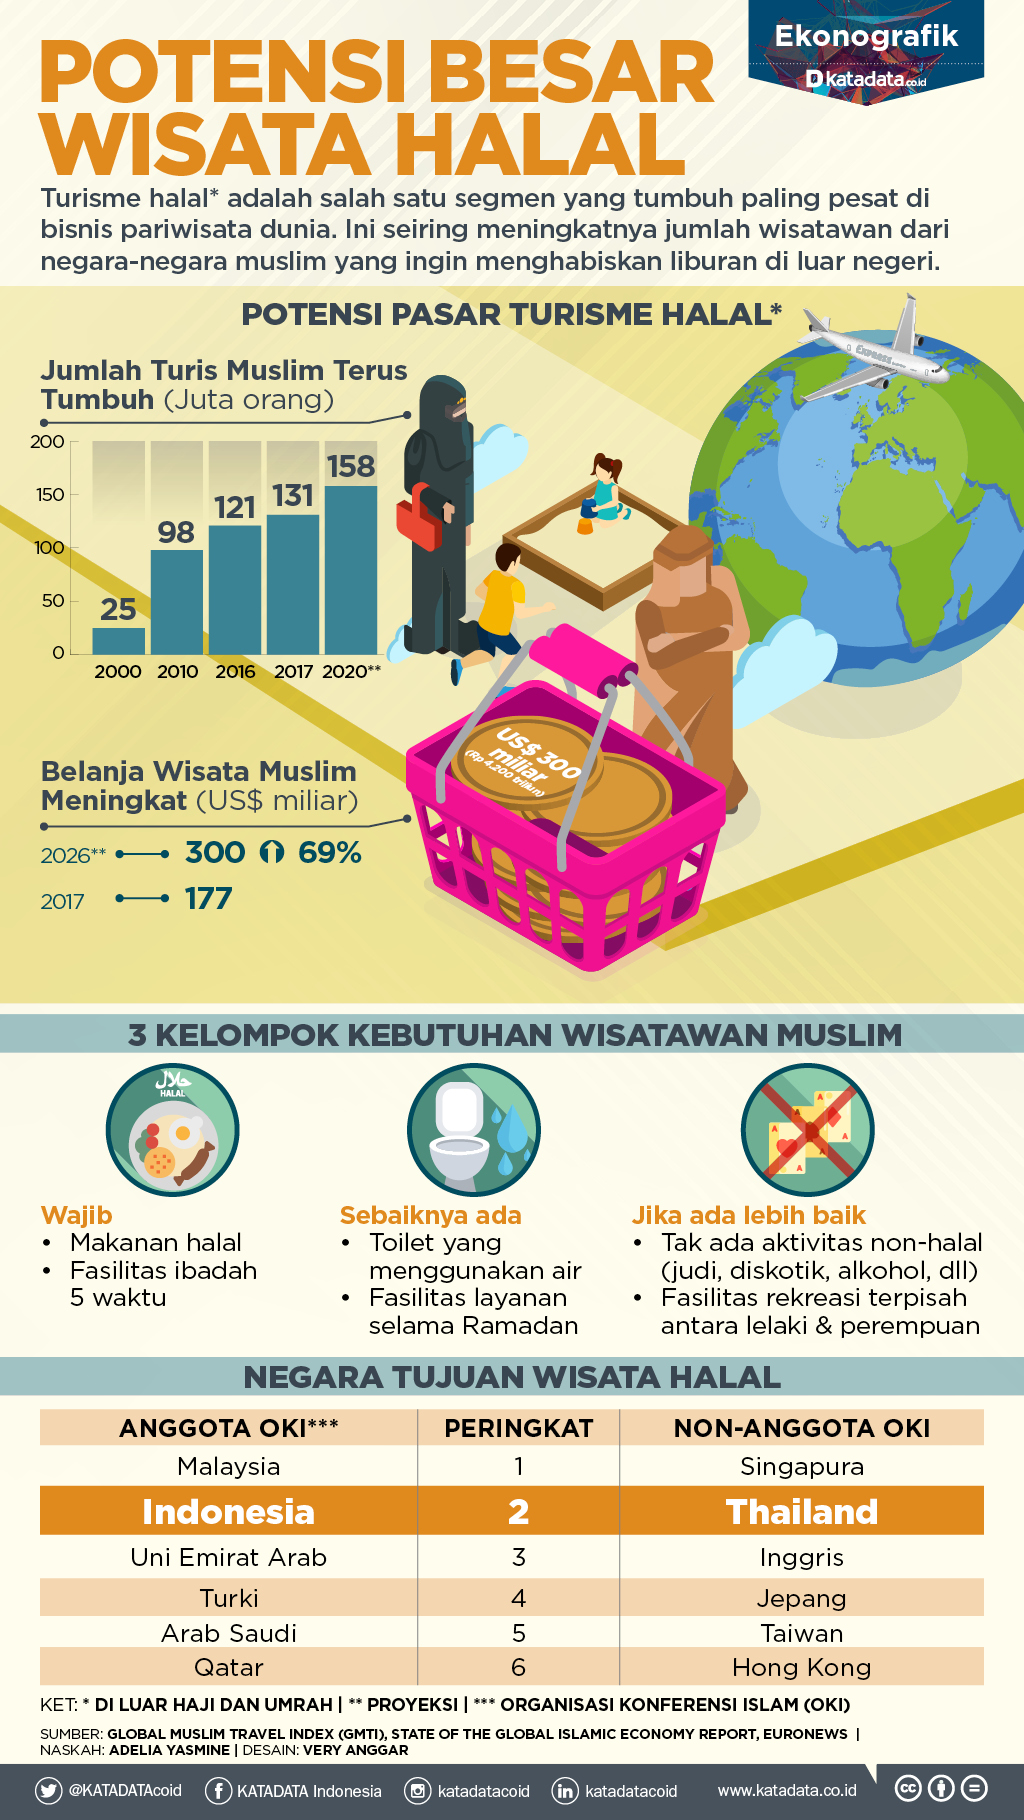 POTENSI BESAR
WISATA HALAL
Ekonografik
Dkatadata.co.id
Turisme halal* adalah salah satu segmen yang tumbuh paling pesat di
bisnis pariwisata dunia. Ini seiring meningkatnya jumlah wisatawan dari
negara-negara muslim yang ingin menghabiskan liburan di luar negeri.
POTENSI PASAR TURISME HALAL*
Jumlah Turis Muslim Terus
Tumbuh (Juta orang)
200
150
100
50
0
25
98
121
131
158
2000 2010 2016 2017 2020**
EXPRESS
Belanja Wisata Muslim
Meningkat (US$ miliar)
2026** 300 69%
2017 177
US$ 300
miliar
(Rp 4.200 triliun)
3 KELOMPOK KEBUTUHAN WISATAWAN MUSLIM
حلال
HALAL
A A A A A A
Wajib
• Makanan halal
• Fasilitas ibadah
5 waktu
Sebaiknya ada
• Toilet yang
menggunakan air
• Fasilitas layanan
selama Ramadan
Jika ada lebih baik
• Tak ada aktivitas non-halal
(judi, diskotik, alkohol, dll)
• Fasilitas rekreasi terpisah
antara lelaki & perempuan
NEGARA TUJUAN WISATA HALAL
ANGGOTA OKI*** PERINGKAT NON-ANGGOTA OKI
Malaysia 1 Singapura
Indonesia 2 Thailand
Uni Emirat Arab 3 Inggris
Turki 4 Jepang
Arab Saudi 5 Taiwan
Qatar 6 Hong Kong
KET: * DI LUAR HAJI DAN UMRAH | ** PROYEKSI | *** ORGANISASI KONFERENSI ISLAM (OKI)
SUMBER: GLOBAL MUSLIM TRAVEL INDEX (GMTI), STATE OF THE GLOBAL ISLAMIC ECONOMY REPORT, EURONEWS |
NASKAH: ADELIA YASMINE | DESAIN: VERY ANGGAR
@KATADATAcoid KATADATA Indonesia katadatacoid in katadatacoid www.katadata.co.id cc